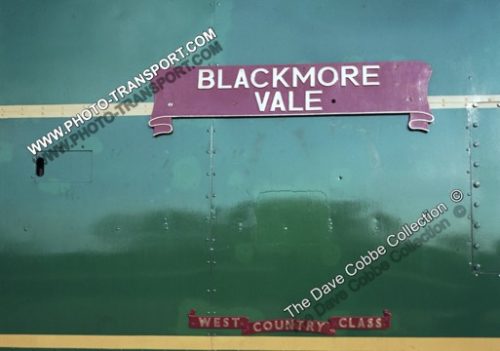 WWW.PHOTO-TRANSPORT.COM
WWW.PHOTO-TRANSPORT.COM
BLACKMORE
VALE
The Dave Cobbe Collection ©
The Dave Cobbe Collection ©
WEST COUNTRY CLASS